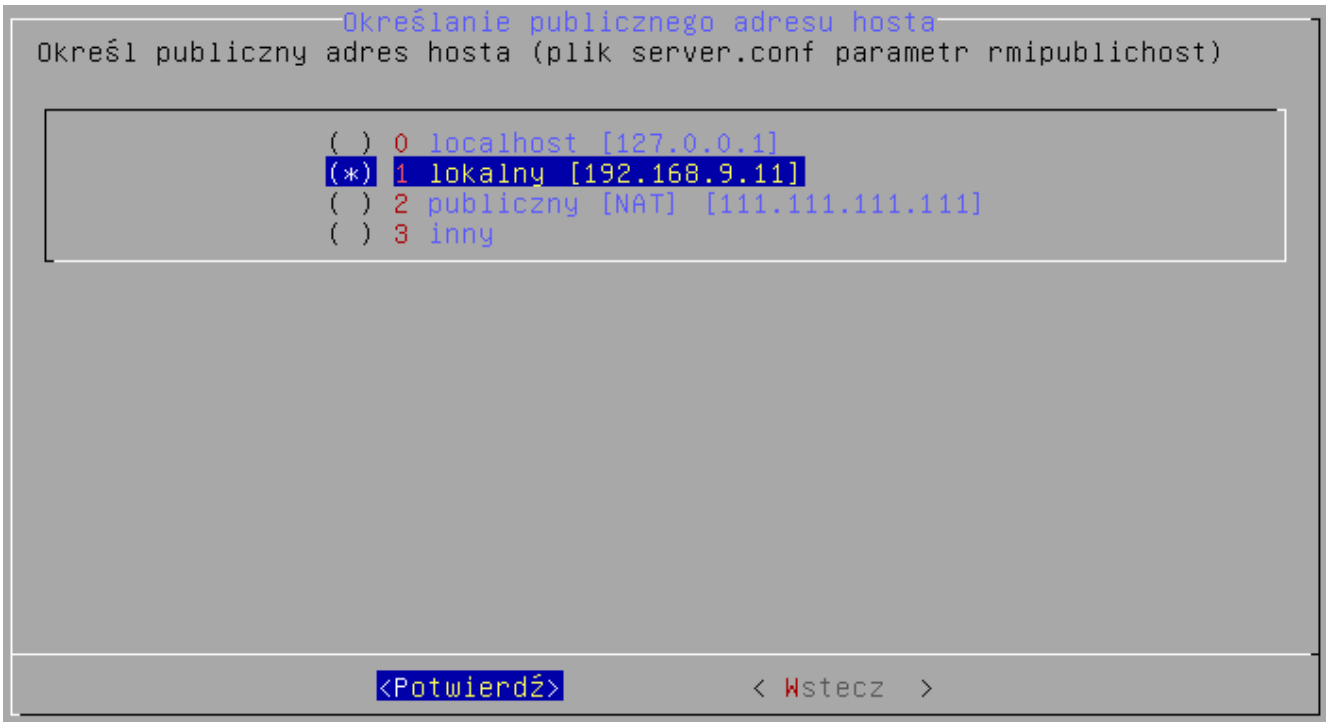 Określanie publicznego adresu hosta
Określ publiczny adres hosta (plik server.conf parametr rmipublichost)
( ) 0 localhost [127.0.0.1]
(*) 1 lokalny [192.168.9.11]
( ) 2 publiczny [NAT] [111.111.111.111]
( ) 3 inny
<Potwierdź> < Wstecz >